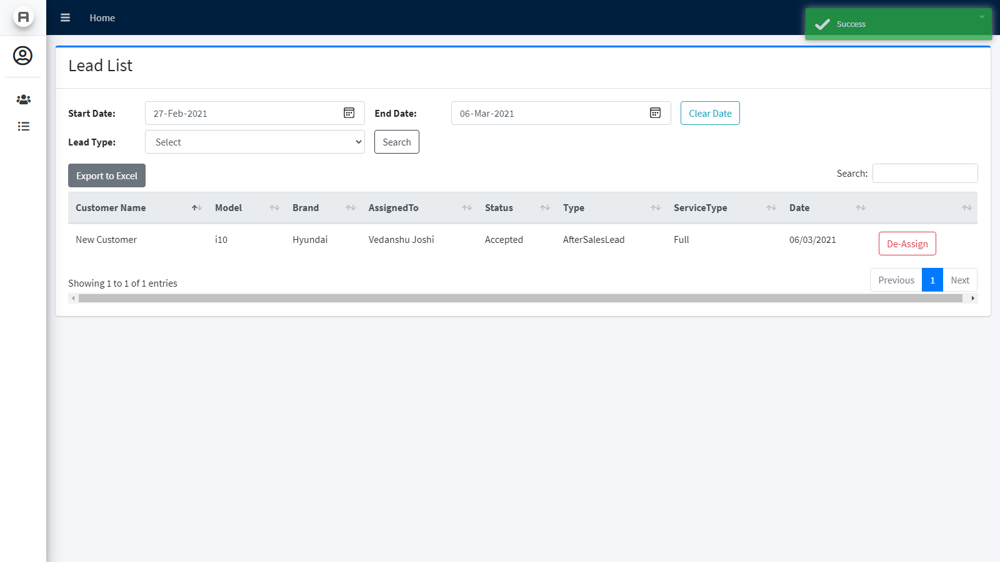 A
Home
Success
Lead List
Start Date:
27-Feb-2021
End Date:
06-Mar-2021
Clear Date
Lead Type:
Select
Search
Export to Excel
Search:
Customer Name Model Brand AssignedTo Status Type ServiceType Date
New Customer i10 Hyundai Vedanshu Joshi Accepted AfterSalesLead Full 06/03/2021 De-Assign
Showing 1 to 1 of 1 entries
Previous 1 Next